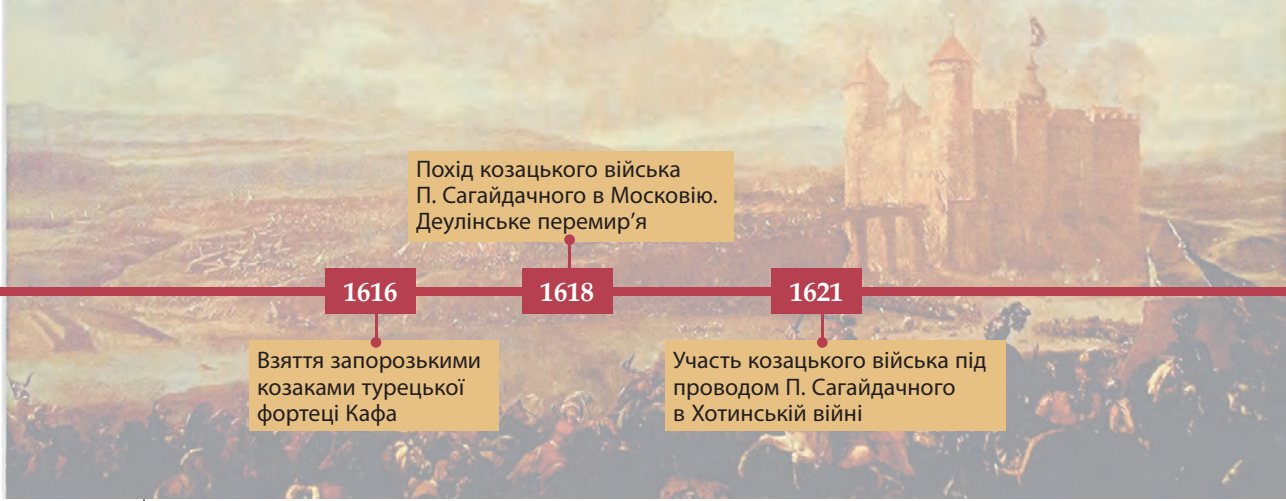 Похід козацького війська
П. Сагайдачного в Московію.
Деулінське перемир'я
1616
1618
1621
Взяття запорозькими
козаками турецької
фортеці Кафа
Участь козацького війська під
проводом П. Сагайдачного
в Хотинській війні